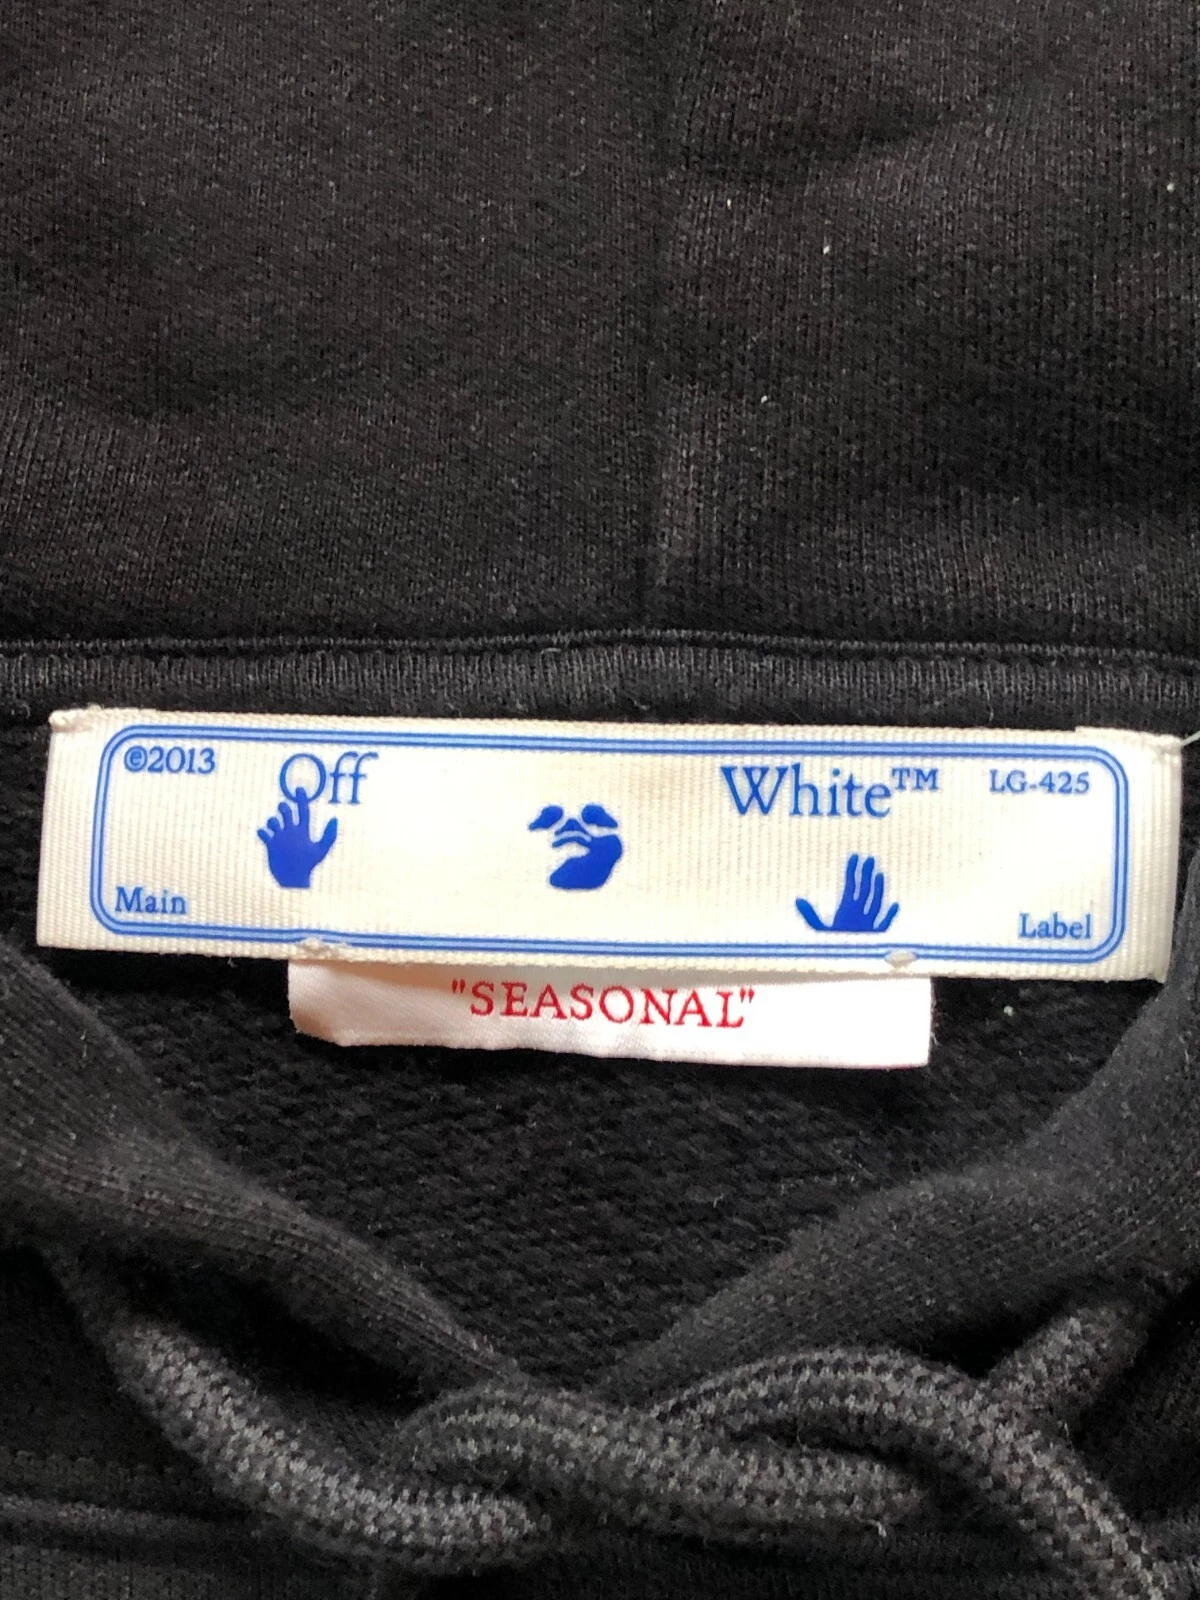 ©2013 Off White™ LG-425
Main Label
"SEASONAL"